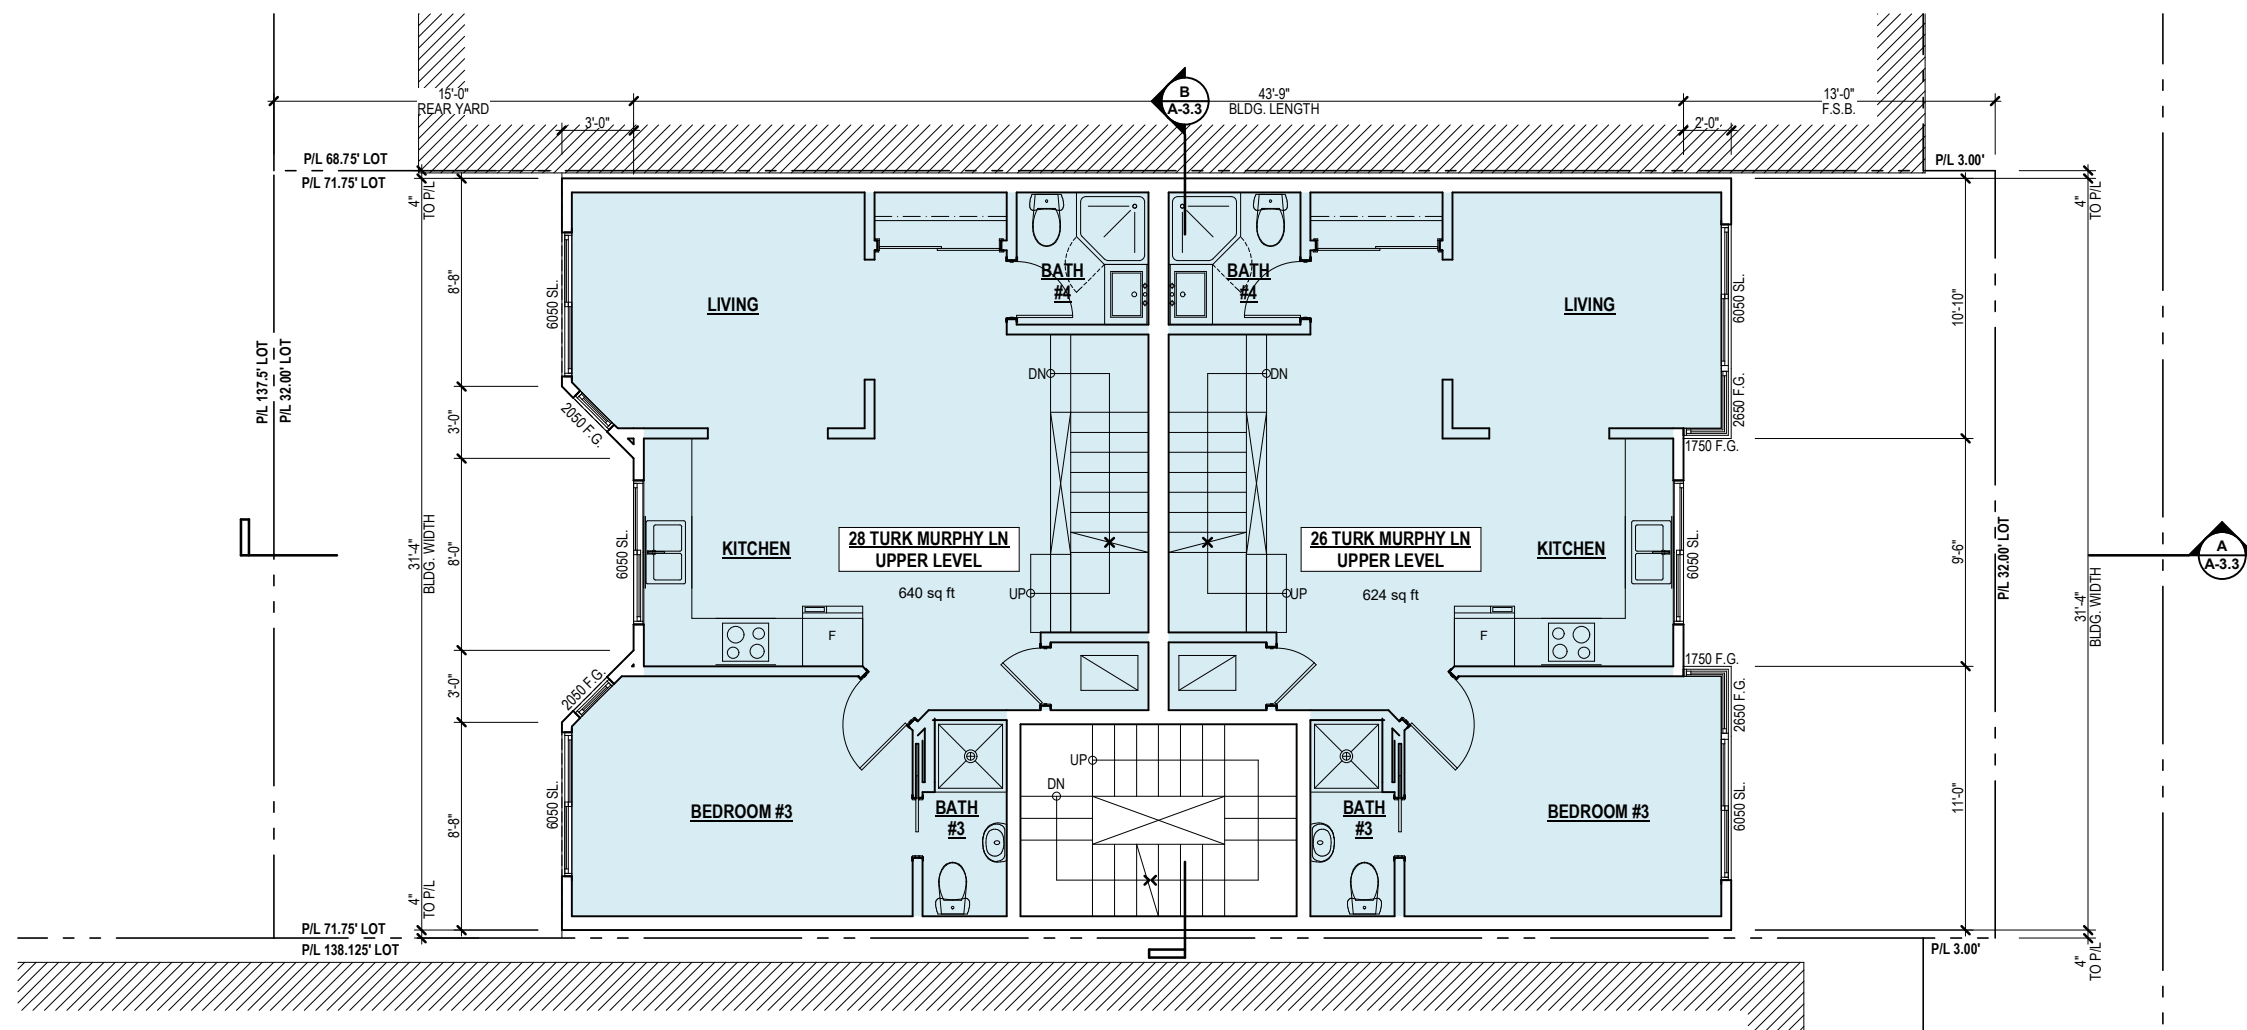 15'-0"
REAR YARD
3'-0"
B
A-3.3
43'-9"
BLDG. LENGTH
13'-0"
F.S.B.
2'-0"
P/L 68.75' LOT
P/L 71.75' LOT
P/L 3.00'
4"
TO P/L
4"
TO P/L
P/L 137.5' LOT
P/L 32.00' LOT
31'-4"
BLDG. WIDTH
8'-8"
3'-0"
8'-0"
3'-0"
8'-8"
6050 SL.
2050 F.G.
6050 SL.
2050 F.G.
6050 SL.
LIVING
BATH
#4
BATH
#4
LIVING
DN
DN
KITCHEN
28 TURK MURPHY LN
UPPER LEVEL
640 sq ft
UP
F
26 TURK MURPHY LN
UPPER LEVEL
624 sq ft
UP
KITCHEN
F
BEDROOM #3
BATH
#3
UP
DN
BATH
#3
BEDROOM #3
6050 SL.
2650 F.G.
1750 F.G.
6050 SL.
1750 F.G.
2650 F.G.
6050 SL.
10'-10"
9'-6"
11'-0"
P/L 32.00' LOT
31'-4"
BLDG. WIDTH
A
A-3.3
4"
TO P/L
P/L 71.75' LOT
P/L 138.125' LOT
P/L 3.00'
4"
TO P/L